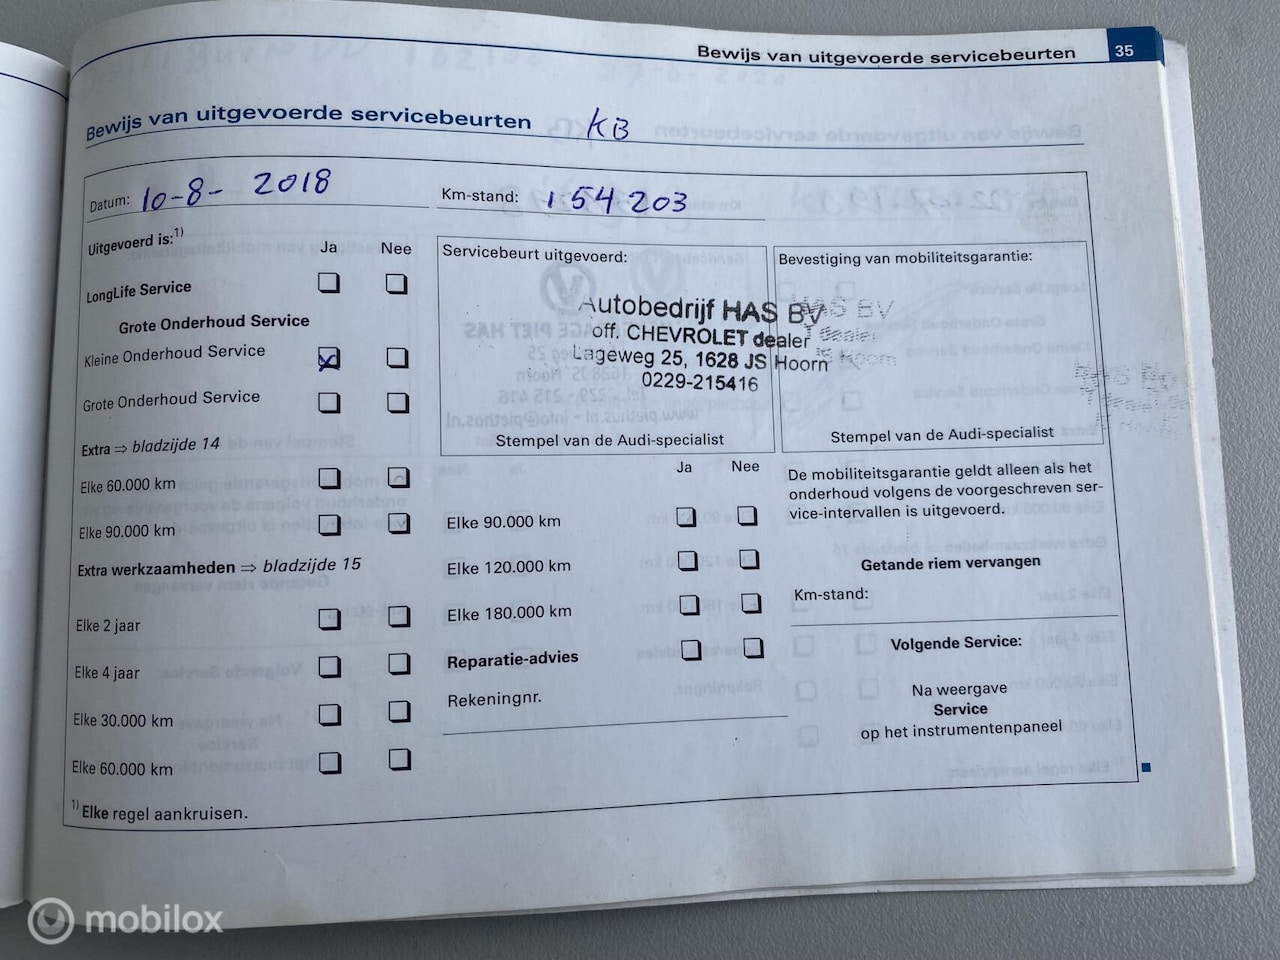 Bewijs van uitgevoerde servicebeurten 35
Bewijs van uitgevoerde servicebeurten KB
Datum: 10-8-2018
Km-stand: 154203
Uitgevoerd is:1)
Ja Nee
LongLife Service
Grote Onderhoud Service
Kleine Onderhoud Service
Grote Onderhoud Service
Extra ⇒ bladzijde 14
Elke 60.000 km
Elke 90.000 km
Extra werkzaamheden ⇒ bladzijde 15
Elke 2 jaar
Elke 4 jaar
Elke 30.000 km
Elke 60.000 km
1) Elke regel aankruisen.
Servicebeurt uitgevoerd:
Autobedrijf HAS BV
off. CHEVROLET dealer
Lageweg 25, 1628 JS Hoorn
0229-215416
Stempel van de Audi-specialist
Ja Nee
Elke 90.000 km
Elke 120.000 km
Elke 180.000 km
Reparatie-advies
Rekeningnr.
Bevestiging van mobiliteitsgarantie:
HAS BV
dealer
Hoorn
Stempel van de Audi-specialist
De mobiliteitsgarantie geldt alleen als het
onderhoud volgens de voorgeschreven ser-
vice-intervallen is uitgevoerd.
Getande riem vervangen
Km-stand:
Volgende Service:
Na weergave
Service
op het instrumentenpaneel
mobilox